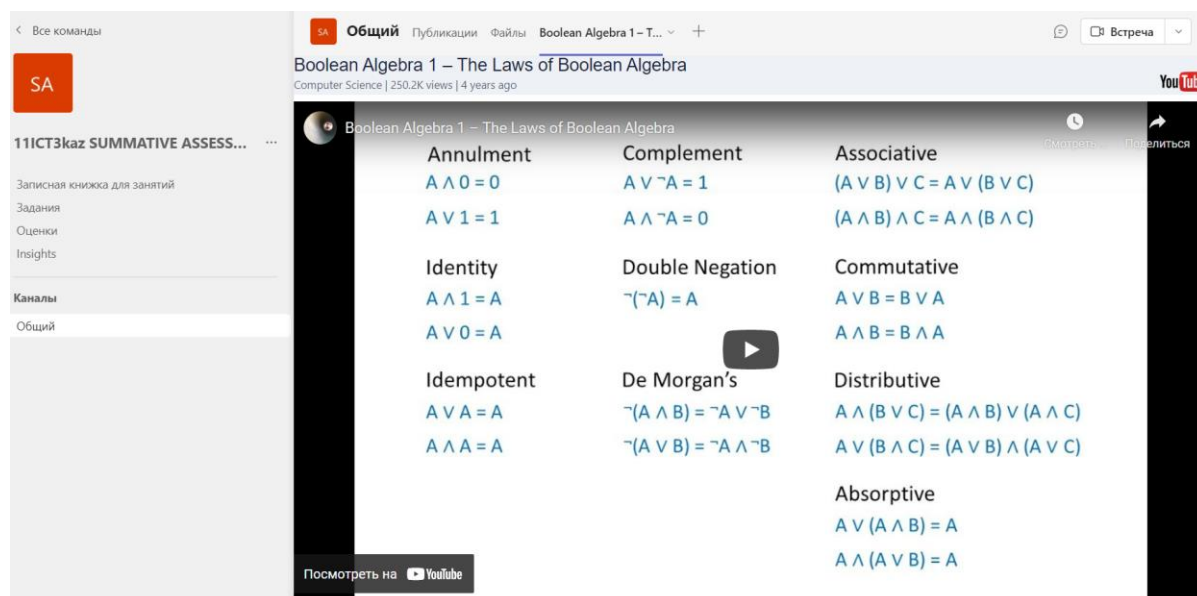 Все команды
SA
11ICT3kaz SUMMATIVE ASSESS... ...
Записная книжка для занятий
Задания
Оценки
Insights
Каналы
Общий
SA Общий Публикации Файлы Boolean Algebra 1 – T... Встреча
Boolean Algebra 1 – The Laws of Boolean Algebra
Computer Science | 250.2K views | 4 years ago
YouTub
Boolean Algebra 1 – The Laws of Boolean Algebra
Смотреть... Поделиться
Annulment Complement Associative
A ∧ 0 = 0 A ∨ ¬A = 1 (A ∨ B) ∨ C = A ∨ (B ∨ C)
A ∨ 1 = 1 A ∧ ¬A = 0 (A ∧ B) ∧ C = A ∧ (B ∧ C)
Identity Double Negation Commutative
A ∧ 1 = A ¬(¬A) = A A ∨ B = B ∨ A
A ∨ 0 = A A ∧ B = B ∧ A
Idempotent De Morgan's Distributive
A ∨ A = A ¬(A ∧ B) = ¬A ∨ ¬B A ∧ (B ∨ C) = (A ∧ B) ∨ (A ∧ C)
A ∧ A = A ¬(A ∨ B) = ¬A ∧ ¬B A ∨ (B ∧ C) = (A ∨ B) ∧ (A ∨ C)
Absorptive
A ∨ (A ∧ B) = A
A ∧ (A ∨ B) = A
Посмотреть на YouTube